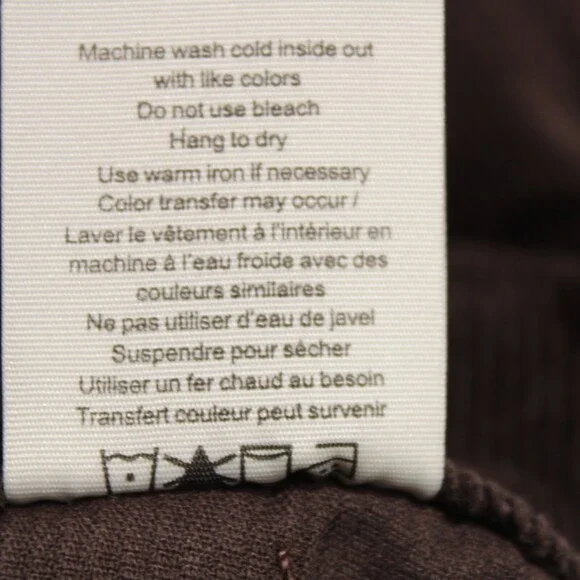 Machine wash cold inside out
with like colors
Do not use bleach
Hang to dry
Use warm iron if necessary
Color transfer may occur /
Laver le vêtement à l'intérieur en
machine à l'eau froide avec des
couleurs similaires
Ne pas utiliser d'eau de javel
Suspendre pour sécher
Utiliser un fer chaud au besoin
Transfert couleur peut survenir